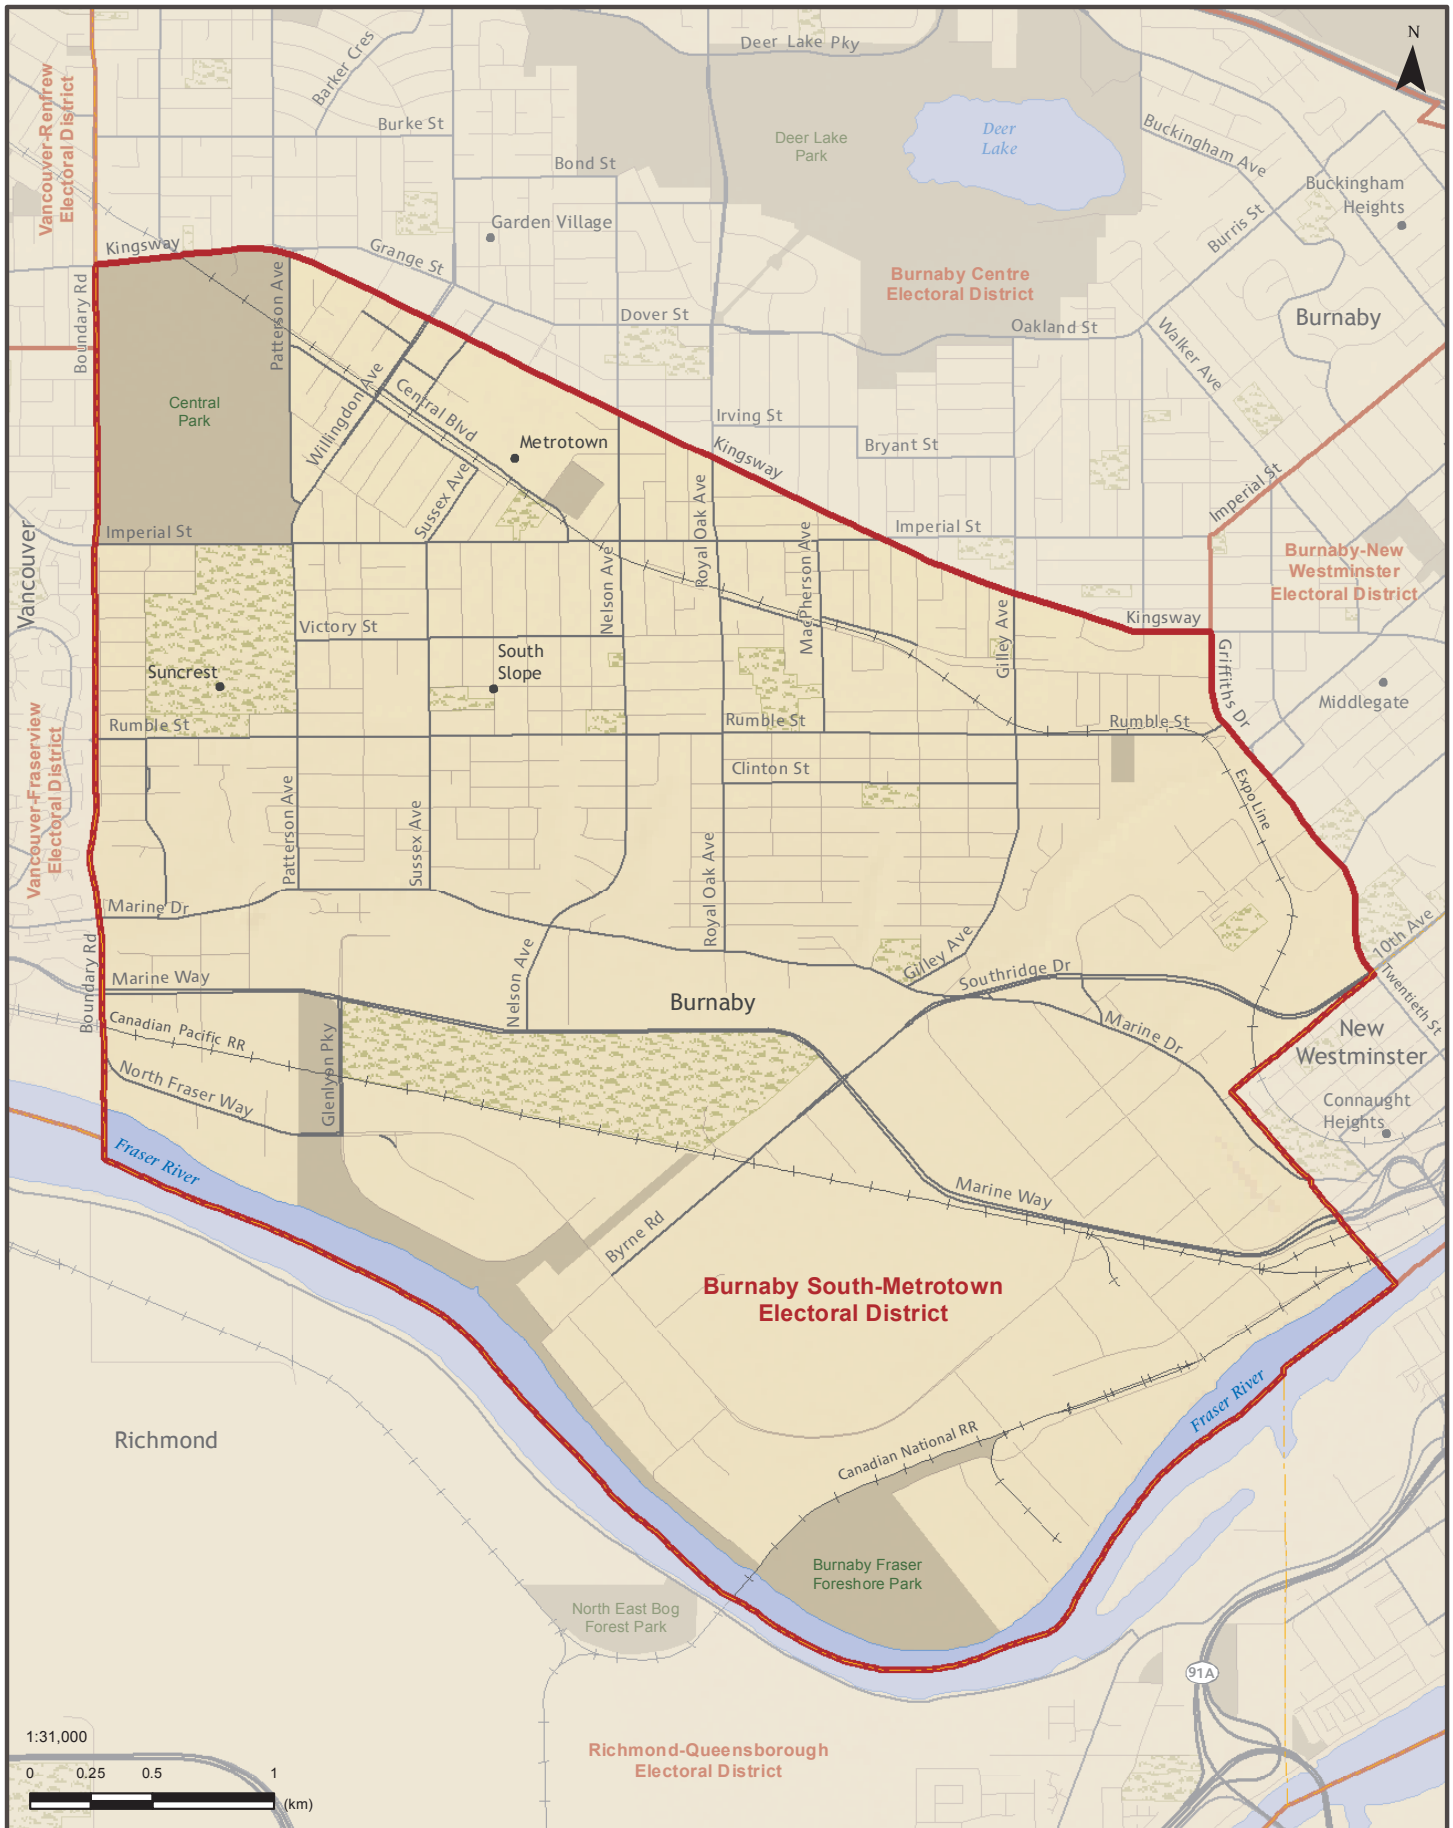 Deer Lake Pky
N
Barker Cres
Vancouver-Renfrew
Electoral District
Burke St
Deer Lake
Park
Deer
Lake
Buckingham Ave
Bond St
Buckingham
Heights
Garden Village
Burris St
Kingsway
Grange St
Boundary Rd
Patterson Ave
Burnaby Centre
Electoral District
Dover St
Oakland St
Burnaby
Walker Ave
Central
Park
Willingdon Ave
Central Blvd
Metrotown
Irving St
Kingsway
Bryant St
Sussex Ave
Royal Oak Ave
Imperial St
Imperial St
Imperial St
MacPherson Ave
Vancouver
Nelson Ave
Burnaby-New
Westminster
Electoral District
Victory St
Gilley Ave
Kingsway
South
Slope
Suncrest
Griffiths Dr
Middlegate
Rumble St
Rumble St
Rumble St
Vancouver-Fraserview
Electoral District
Clinton St
Expo Line
Patterson Ave
Sussex Ave
Royal Oak Ave
Marine Dr
10th Ave
Boundary Rd
Marine Way
Nelson Ave
Gilley Ave
Southridge Dr
Twentieth St
Burnaby
Canadian Pacific RR
Marine Dr
New
Westminster
Glenlyon Pky
North Fraser Way
Connaught
Heights
Fraser River
Marine Way
Byrne Rd
Burnaby South-Metrotown
Electoral District
Fraser River
Richmond
Canadian National RR
Burnaby Fraser
Foreshore Park
North East Bog
Forest Park
91A
1:31,000
Richmond-Queensborough
Electoral District
0 0.25 0.5 1
(km)